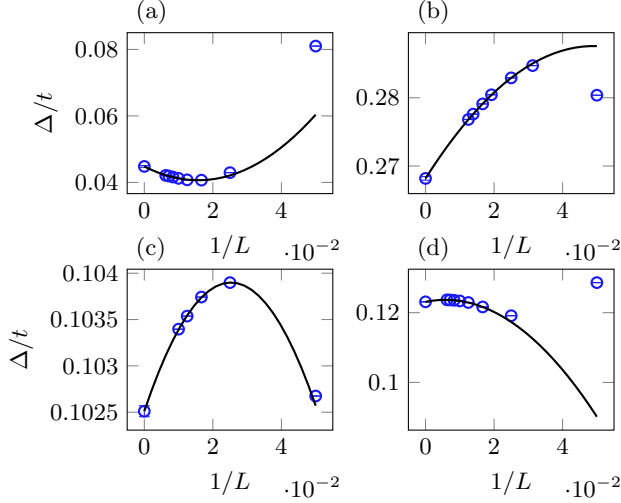 (a)
(b)
0.08
0.06
0.04
Δ/t
0.28
0.27
0 2 4
1/L
·10⁻²
0 2 4
1/L
·10⁻²
(c)
(d)
0.104
0.1035
0.103
0.1025
Δ/t
0.12
0.1
0 2 4
1/L
·10⁻²
0 2 4
1/L
·10⁻²